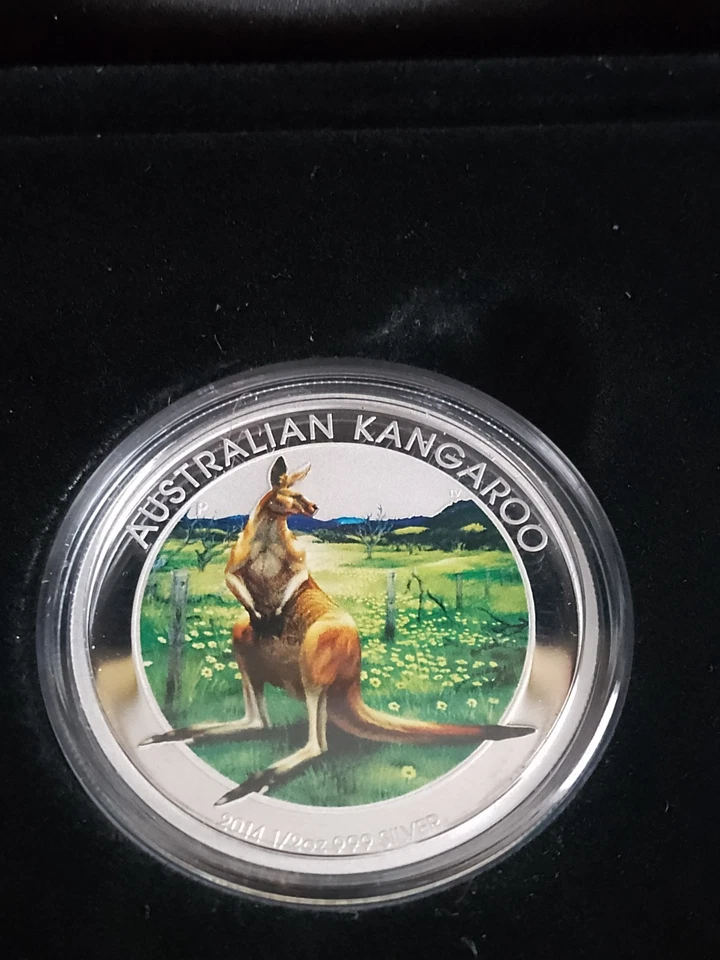 AUSTRALIAN KANGAROO
2014 1/2oz 999 SILVER